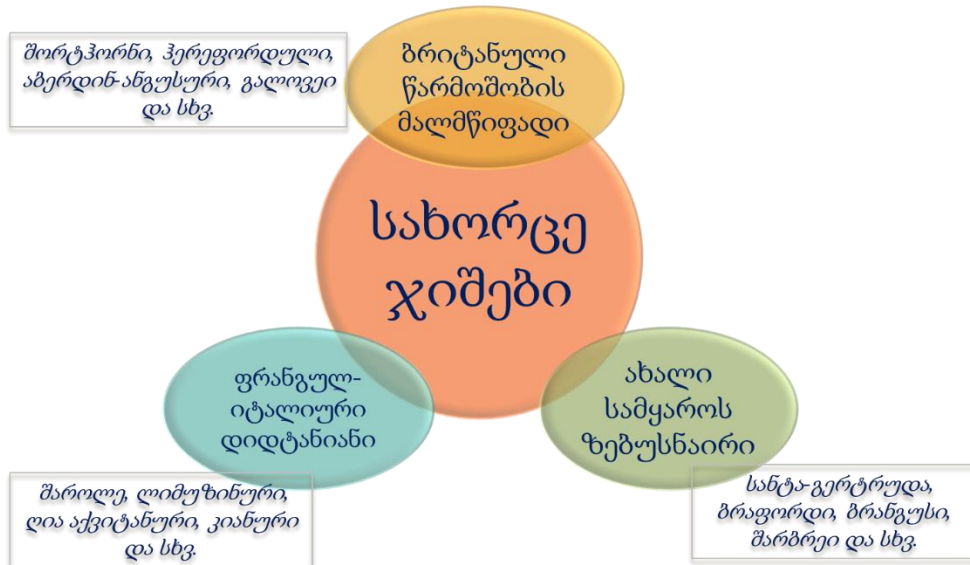 შორტჰორნი, ჰერეფორდული,
აბერდინ-ანგუსური, გალოვეი
და სხვ.
ბრიტანული
წარმოშობის
მალმწიფადი
სახორცე
ჯიშები
ფრანგულ-
იტალიური
დიდტანიანი
ახალი
სამყაროს
ზებუსნაირი
შაროლე, ლიმუზინური,
ღია აქვიტანური, კიანური
და სხვ.
სანტა-გერტრუდა,
ბრაფორდი, ბრანგუსი,
შარბრეი და სხვ.